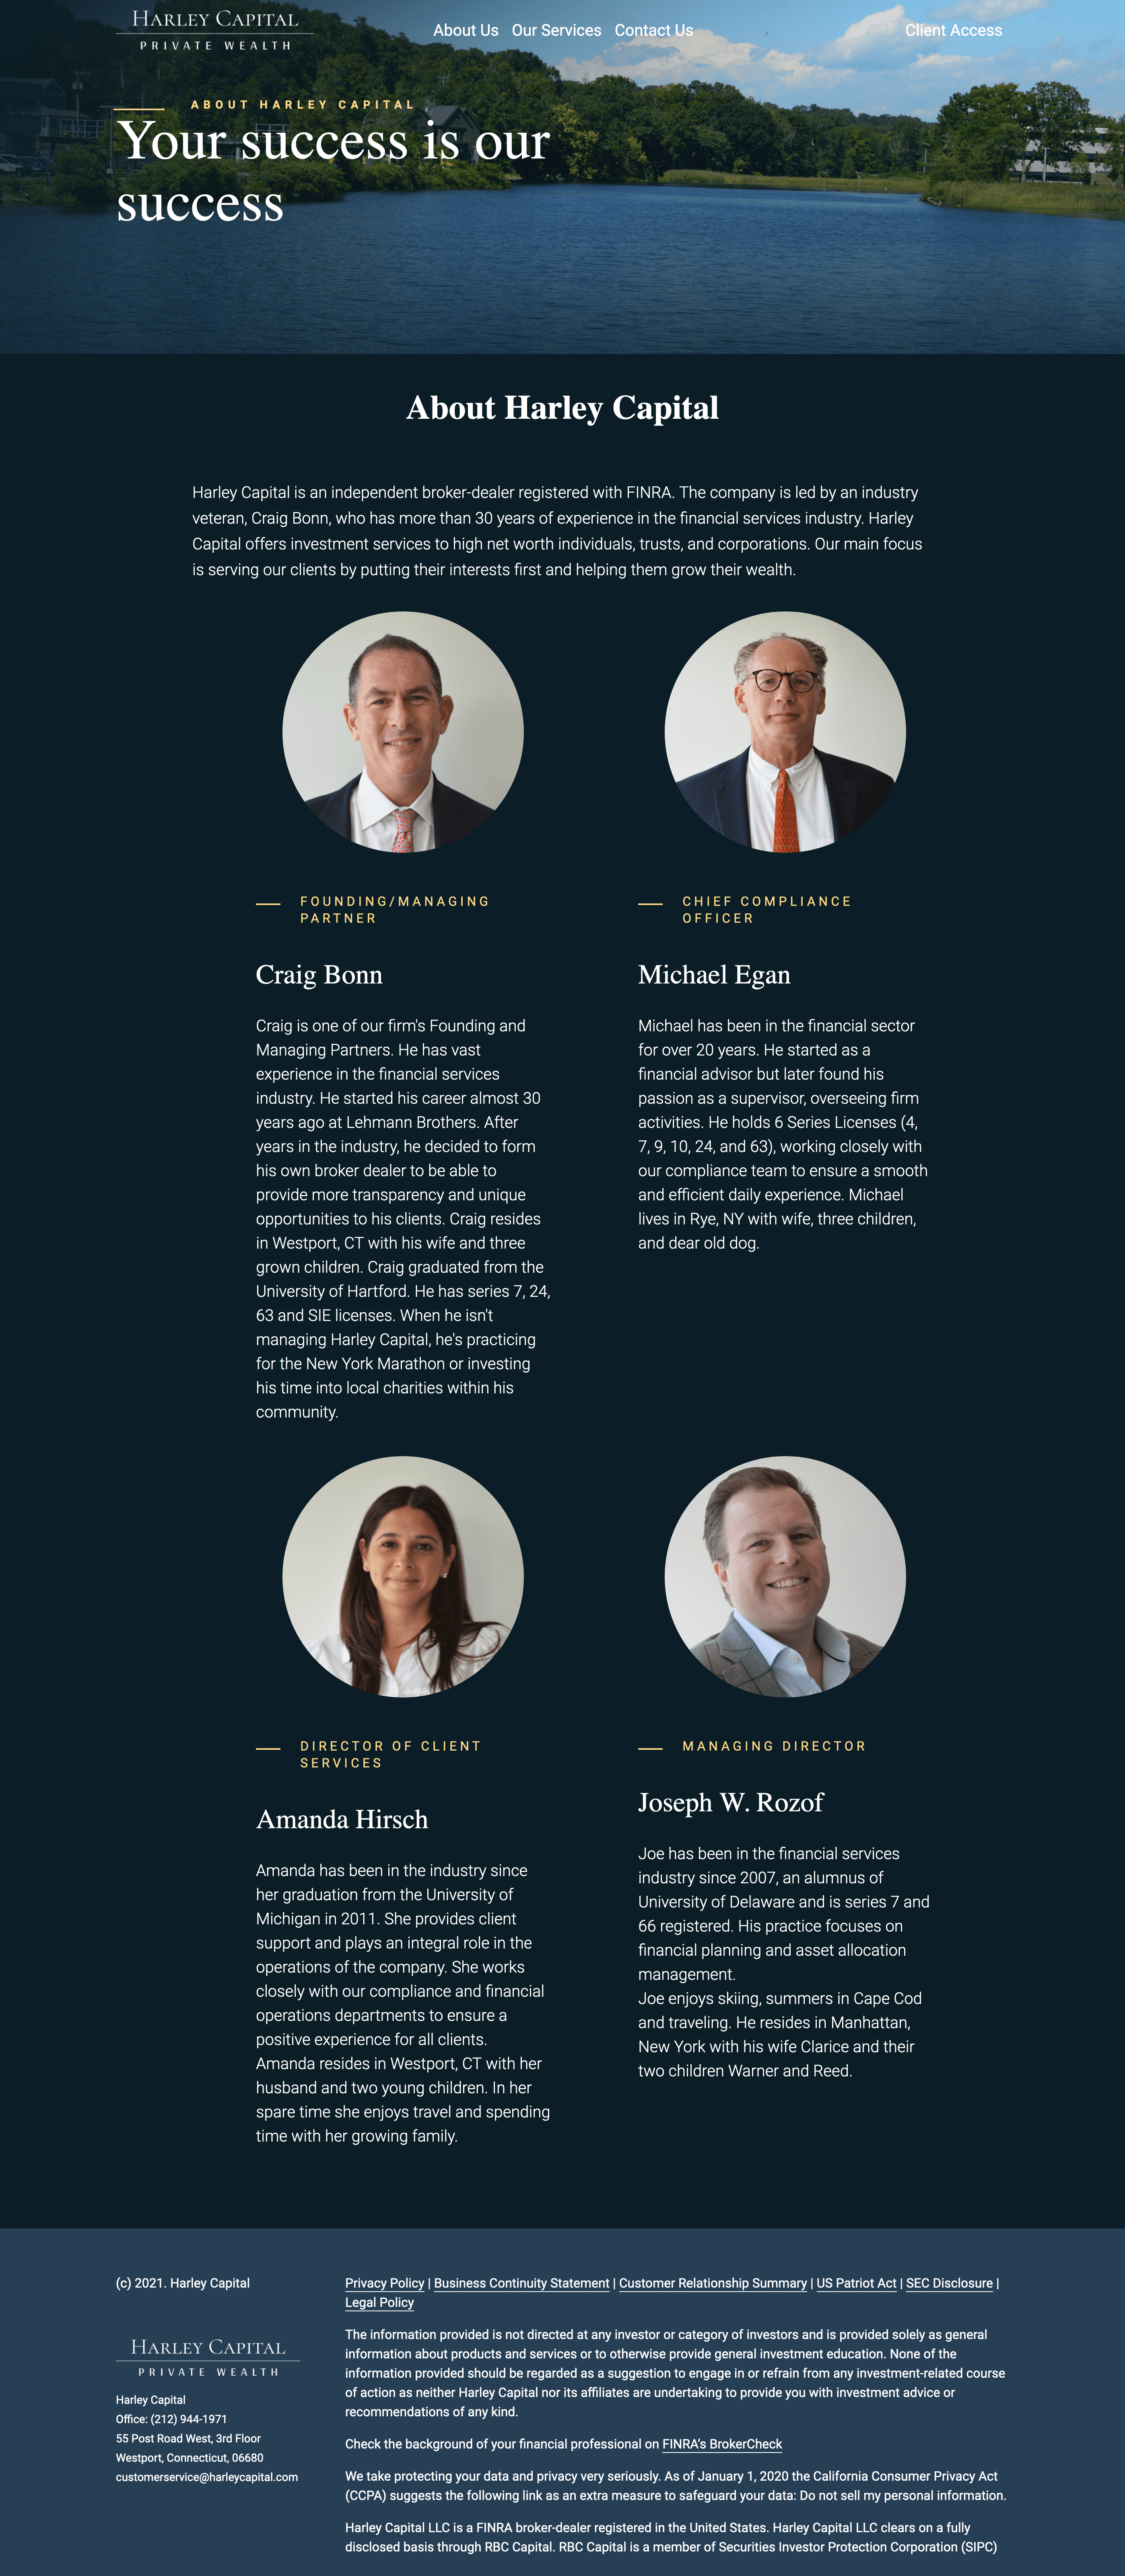 HARLEY CAPITAL
PRIVATE WEALTH
About Us Our Services Contact Us
Client Access
ABOUT HARLEY CAPITAL
Your success is our
success
About Harley Capital
Harley Capital is an independent broker-dealer registered with FINRA. The company is led by an industry
veteran, Craig Bonn, who has more than 30 years of experience in the financial services industry. Harley
Capital offers investment services to high net worth individuals, trusts, and corporations. Our main focus
is serving our clients by putting their interests first and helping them grow their wealth.
FOUNDING/MANAGING
PARTNER
Craig Bonn
Craig is one of our firm's Founding and
Managing Partners. He has vast
experience in the financial services
industry. He started his career almost 30
years ago at Lehmann Brothers. After
years in the industry, he decided to form
his own broker dealer to be able to
provide more transparency and unique
opportunities to his clients. Craig resides
in Westport, CT with his wife and three
grown children. Craig graduated from the
University of Hartford. He has series 7, 24,
63 and SIE licenses. When he isn't
managing Harley Capital, he's practicing
for the New York Marathon or investing
his time into local charities within his
community.
CHIEF COMPLIANCE
OFFICER
Michael Egan
Michael has been in the financial sector
for over 20 years. He started as a
financial advisor but later found his
passion as a supervisor, overseeing firm
activities. He holds 6 Series Licenses (4,
7, 9, 10, 24, and 63), working closely with
our compliance team to ensure a smooth
and efficient daily experience. Michael
lives in Rye, NY with wife, three children,
and dear old dog.
DIRECTOR OF CLIENT
SERVICES
Amanda Hirsch
Amanda has been in the industry since
her graduation from the University of
Michigan in 2011. She provides client
support and plays an integral role in the
operations of the company. She works
closely with our compliance and financial
operations departments to ensure a
positive experience for all clients.
Amanda resides in Westport, CT with her
husband and two young children. In her
spare time she enjoys travel and spending
time with her growing family.
MANAGING DIRECTOR
Joseph W. Rozof
Joe has been in the financial services
industry since 2007, an alumnus of
University of Delaware and is series 7 and
66 registered. His practice focuses on
financial planning and asset allocation
management.
Joe enjoys skiing, summers in Cape Cod
and traveling. He resides in Manhattan,
New York with his wife Clarice and their
two children Warner and Reed.
(c) 2021. Harley Capital
HARLEY CAPITAL
PRIVATE WEALTH
Harley Capital
Office: (212) 944-1971
55 Post Road West, 3rd Floor
Westport, Connecticut, 06680
customerservice@harleycapital.com
Privacy Policy | Business Continuity Statement | Customer Relationship Summary | US Patriot Act | SEC Disclosure |
Legal Policy
The information provided is not directed at any investor or category of investors and is provided solely as general
information about products and services or to otherwise provide general investment education. None of the
information provided should be regarded as a suggestion to engage in or refrain from any investment-related course
of action as neither Harley Capital nor its affiliates are undertaking to provide you with investment advice or
recommendations of any kind.
Check the background of your financial professional on FINRA's BrokerCheck
We take protecting your data and privacy very seriously. As of January 1, 2020 the California Consumer Privacy Act
(CCPA) suggests the following link as an extra measure to safeguard your data: Do not sell my personal information.
Harley Capital LLC is a FINRA broker-dealer registered in the United States. Harley Capital LLC clears on a fully
disclosed basis through RBC Capital. RBC Capital is a member of Securities Investor Protection Corporation (SIPC)